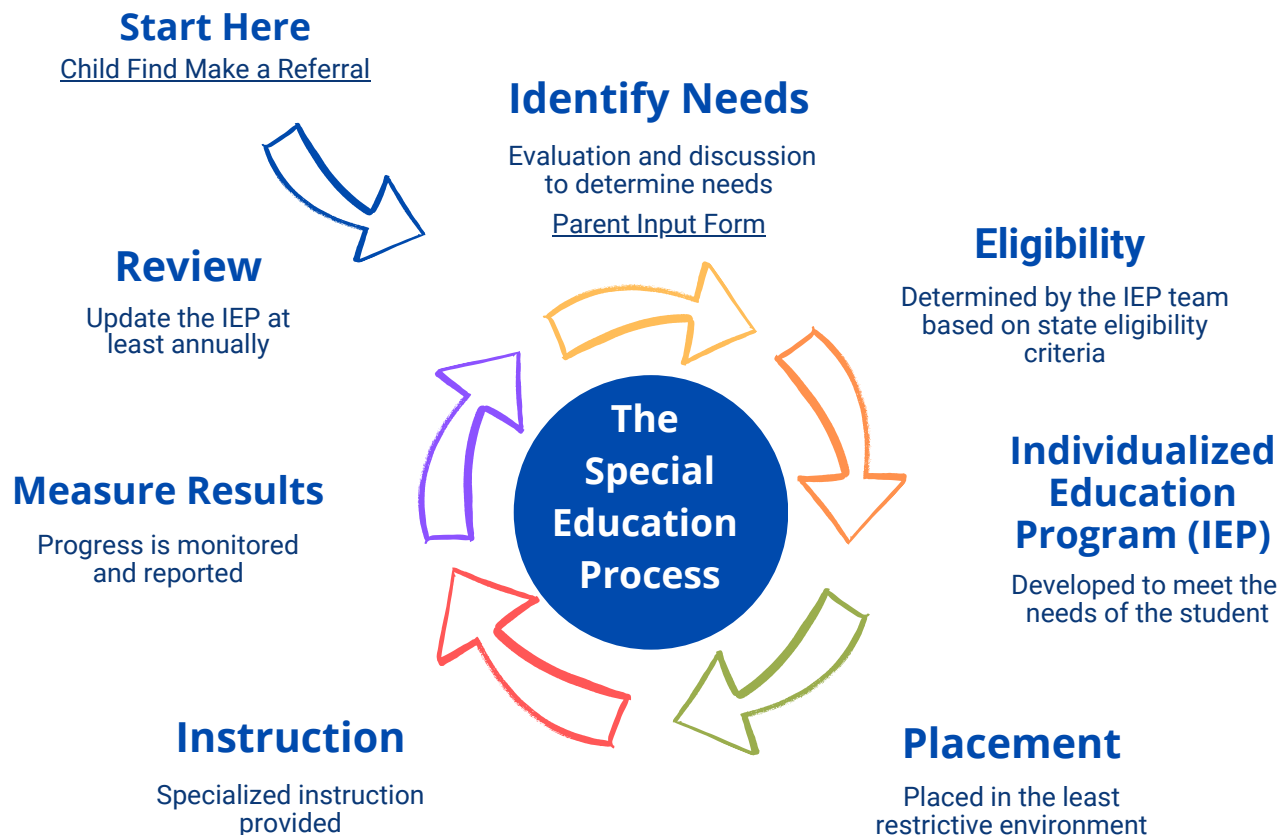 Start Here
Child Find Make a Referral
Identify Needs
Evaluation and discussion
to determine needs
Parent Input Form
Eligibility
Determined by the IEP team
based on state eligibility
criteria
Individualized
Education
Program (IEP)
Developed to meet the
needs of the student
Placement
Placed in the least
restrictive environment
Instruction
Specialized instruction
provided
Measure Results
Progress is monitored
and reported
Review
Update the IEP at
least annually
The
Special
Education
Process